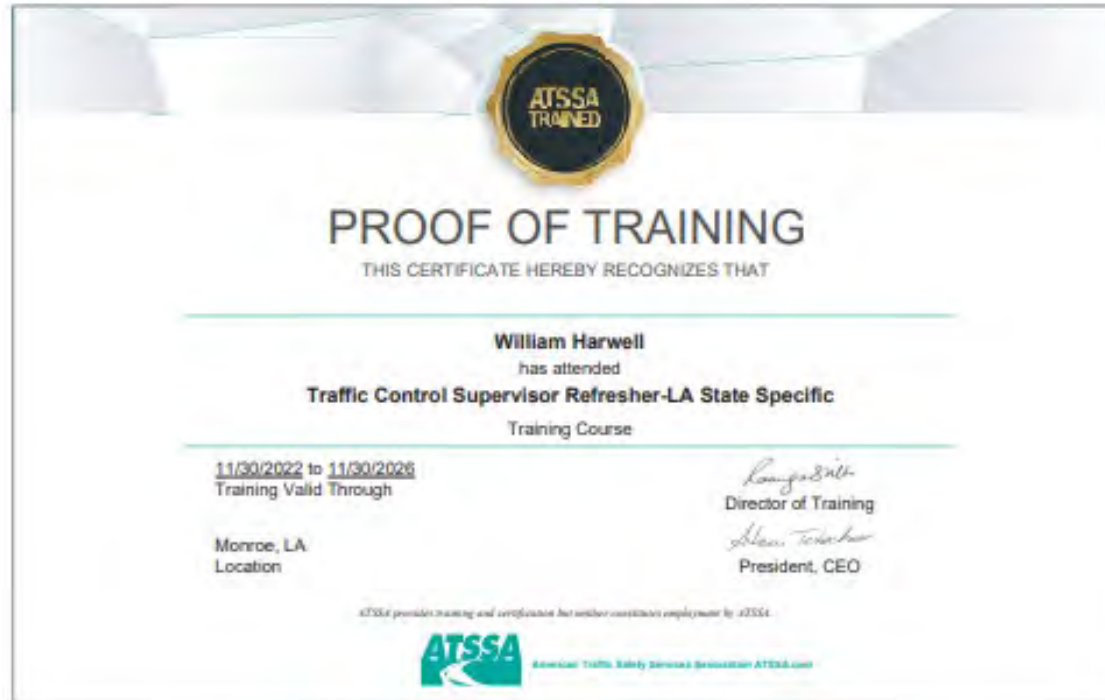 ATSSA
TRAINED
PROOF OF TRAINING
THIS CERTIFICATE HEREBY RECOGNIZES THAT
William Harwell
has attended
Traffic Control Supervisor Refresher-LA State Specific
Training Course
11/30/2022 to 11/30/2026
Training Valid Through
Director of Training
Monroe, LA
Location
President, CEO
ATSSA provides training and certification but neither constitutes employment by ATSSA.
ATSSA
American Traffic Safety Services Association ATSSA.com